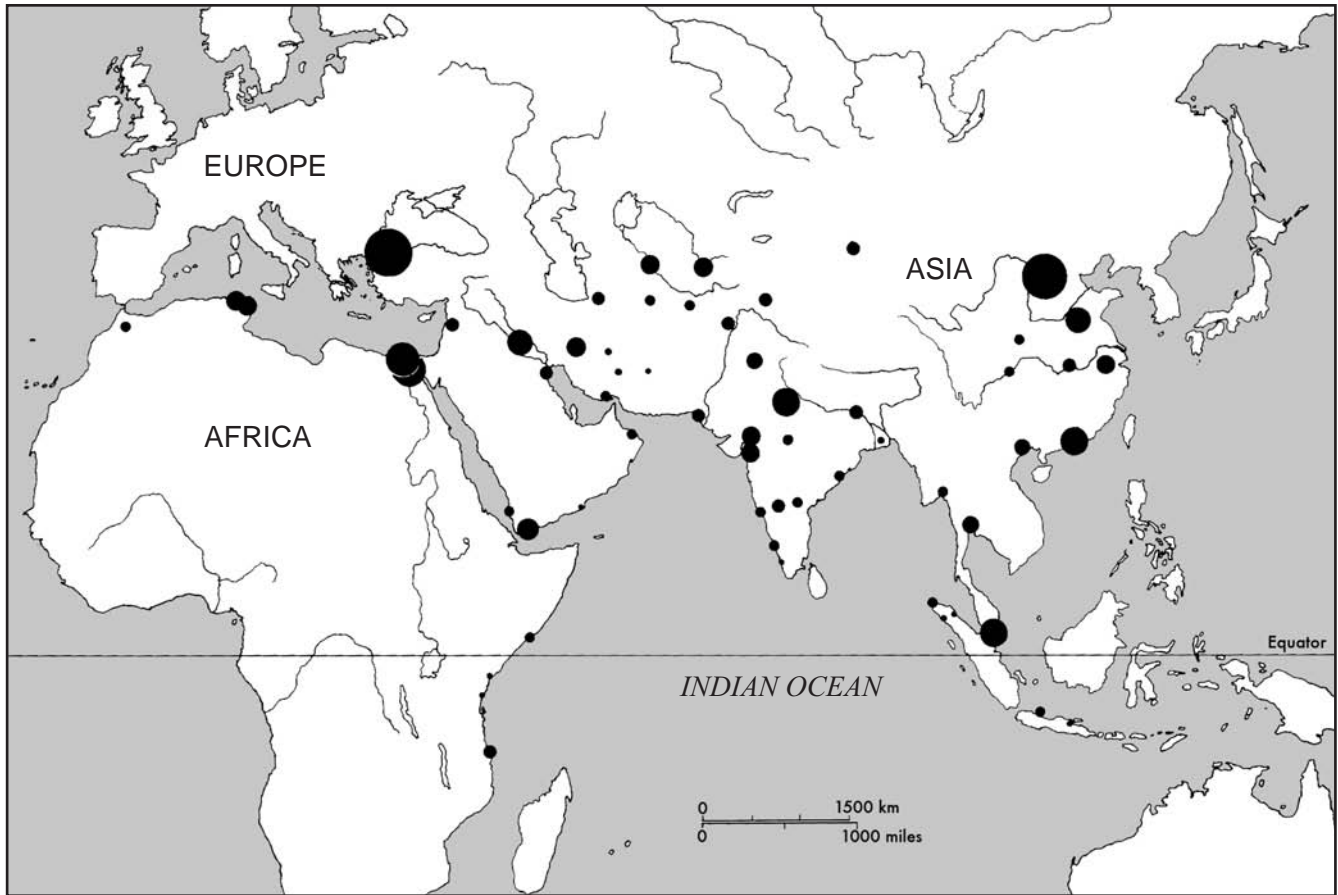 EUROPE
ASIA
AFRICA
Equator
INDIAN OCEAN
0 1500 km
0 1000 miles